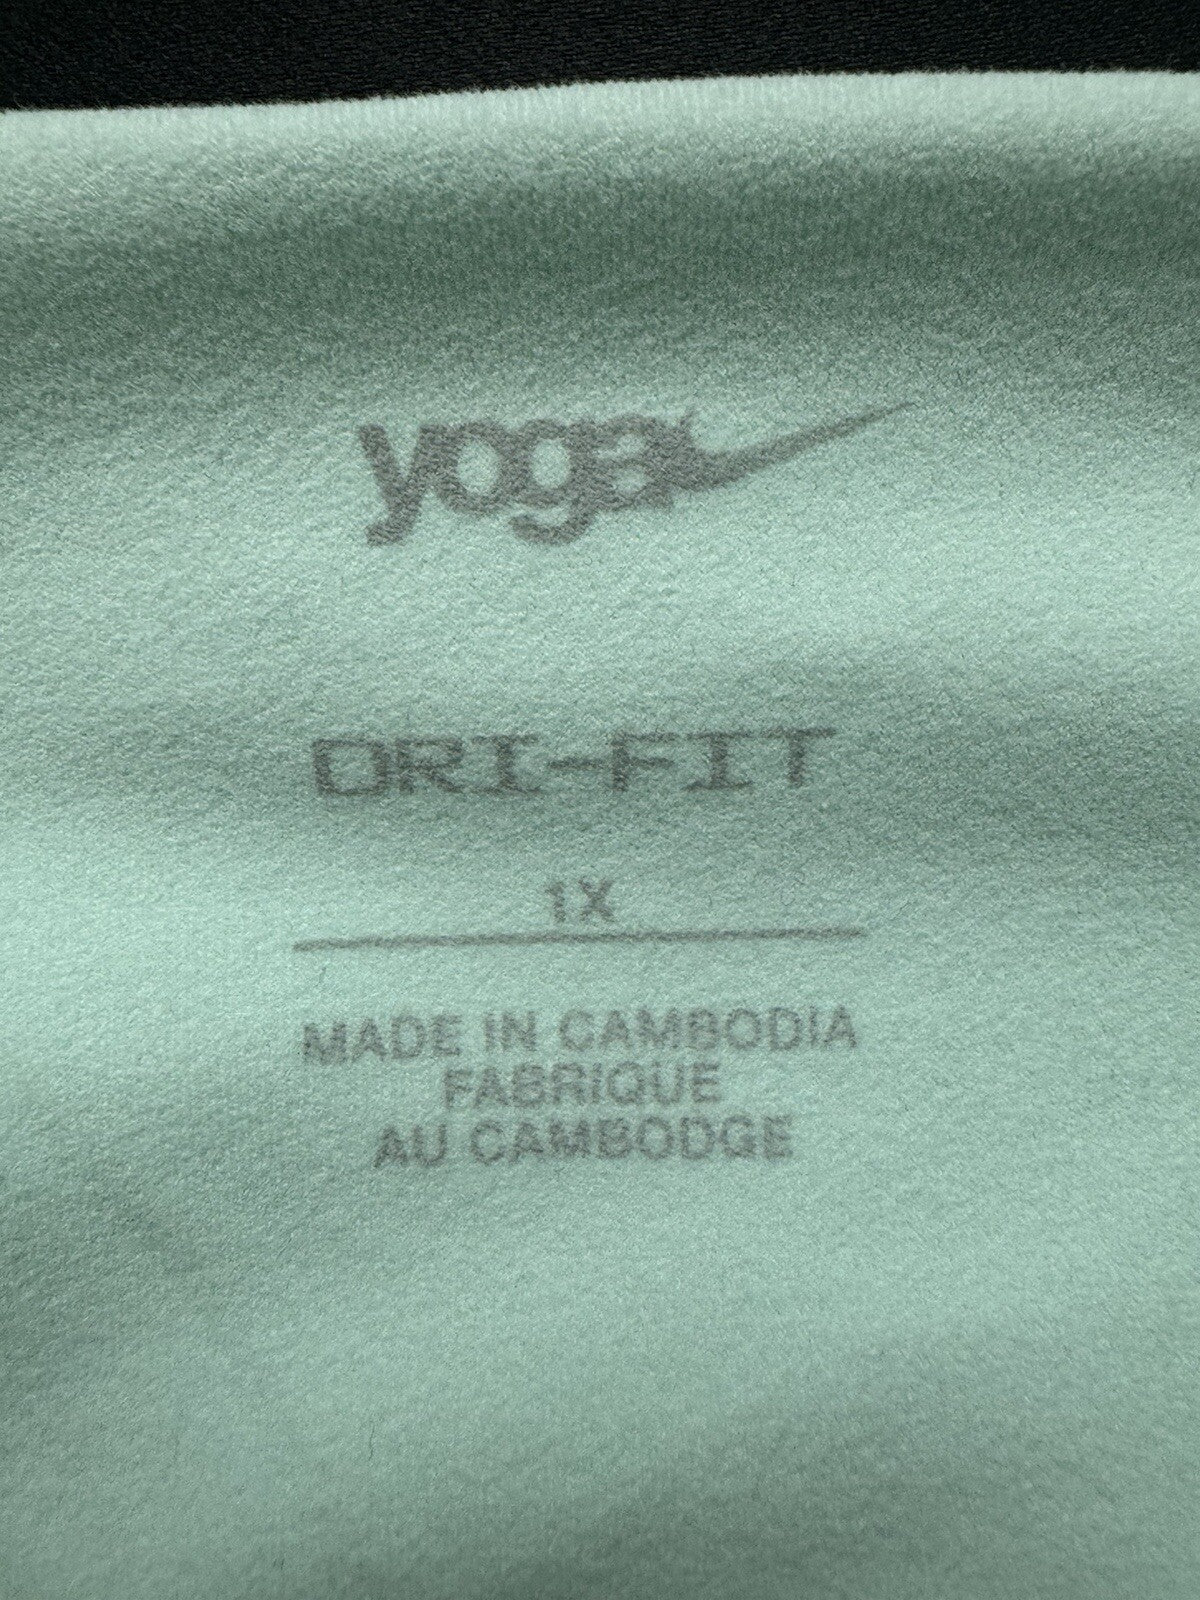 yoga
DRI-FIT
1X
MADE IN CAMBODIA
FABRIQUE
AU CAMBODGE